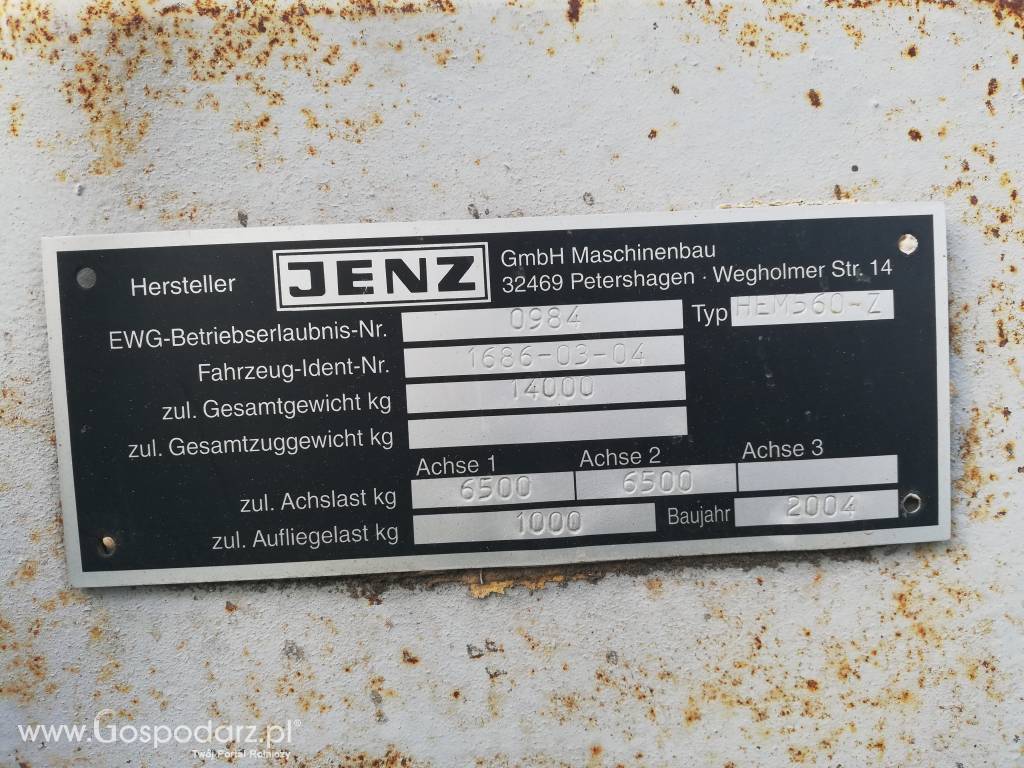 Hersteller JENZ GmbH Maschinenbau
32469 Petershagen · Wegholmer Str. 14
EWG-Betriebserlaubnis-Nr. 0984 Typ HEM560-Z
Fahrzeug-Ident-Nr. 1686-03-04
zul. Gesamtgewicht kg 14000
zul. Gesamtzuggewicht kg
Achse 1 Achse 2 Achse 3
zul. Achslast kg 6500 6500
zul. Aufliegelast kg 1000 Baujahr 2004
www.Gospodarz.pl®
Twój Portal Rolniczy